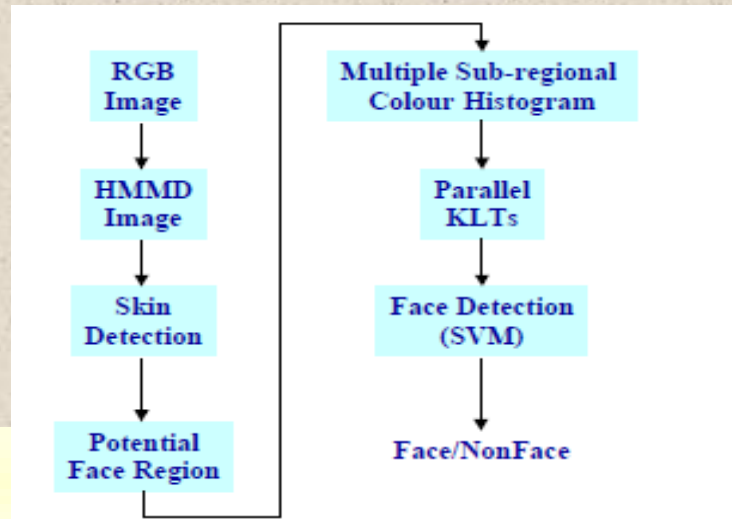 RGB
Image
HMMD
Image
Skin
Detection
Potential
Face Region
Multiple Sub-regional
Colour Histogram
Parallel
KLTs
Face Detection
(SVM)
Face/NonFace